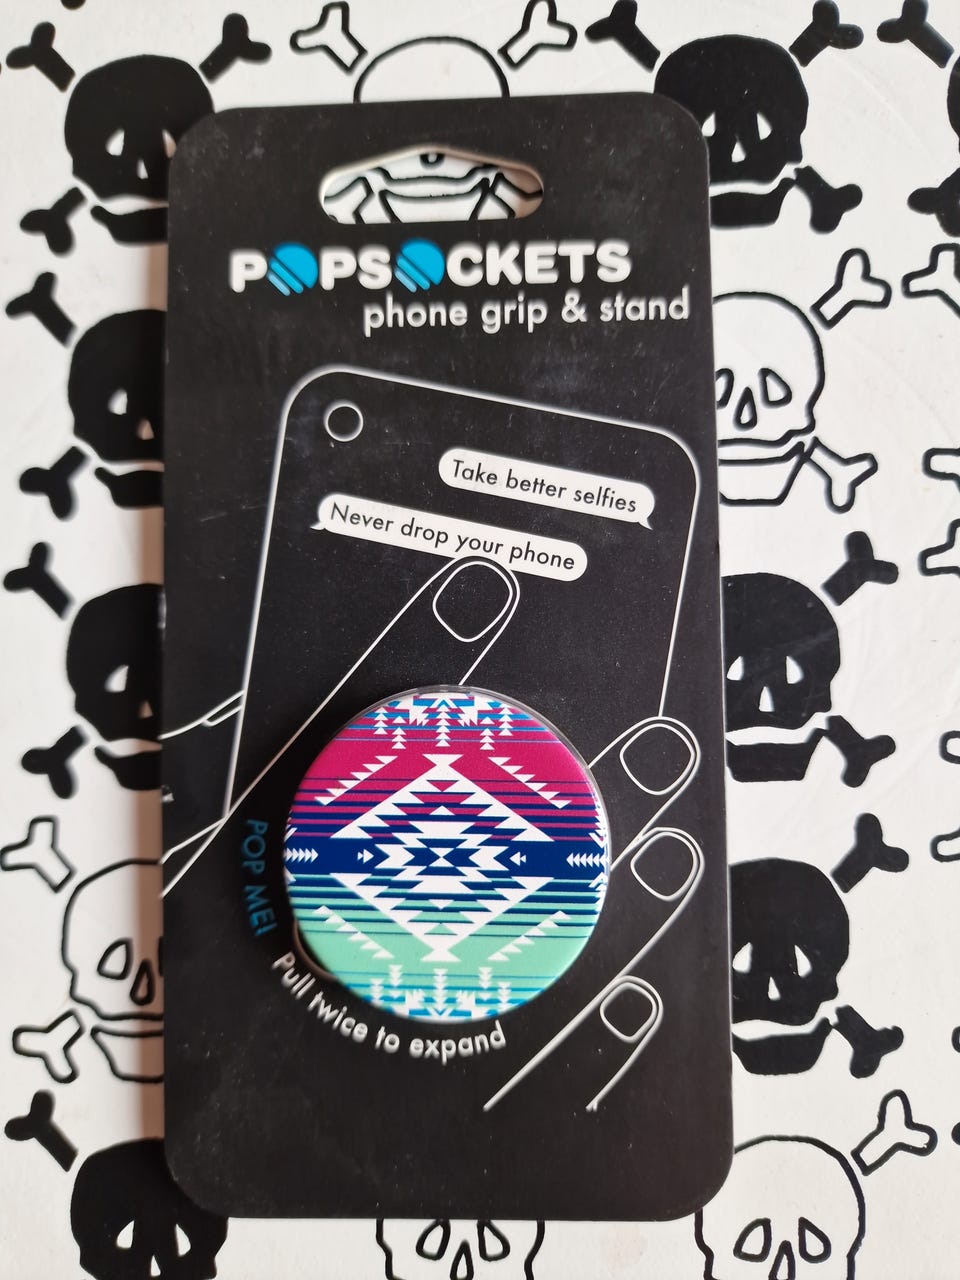 POPSOCKETS
phone grip & stand
Take better selfies
Never drop your phone
POP ME!
Pull twice to expand